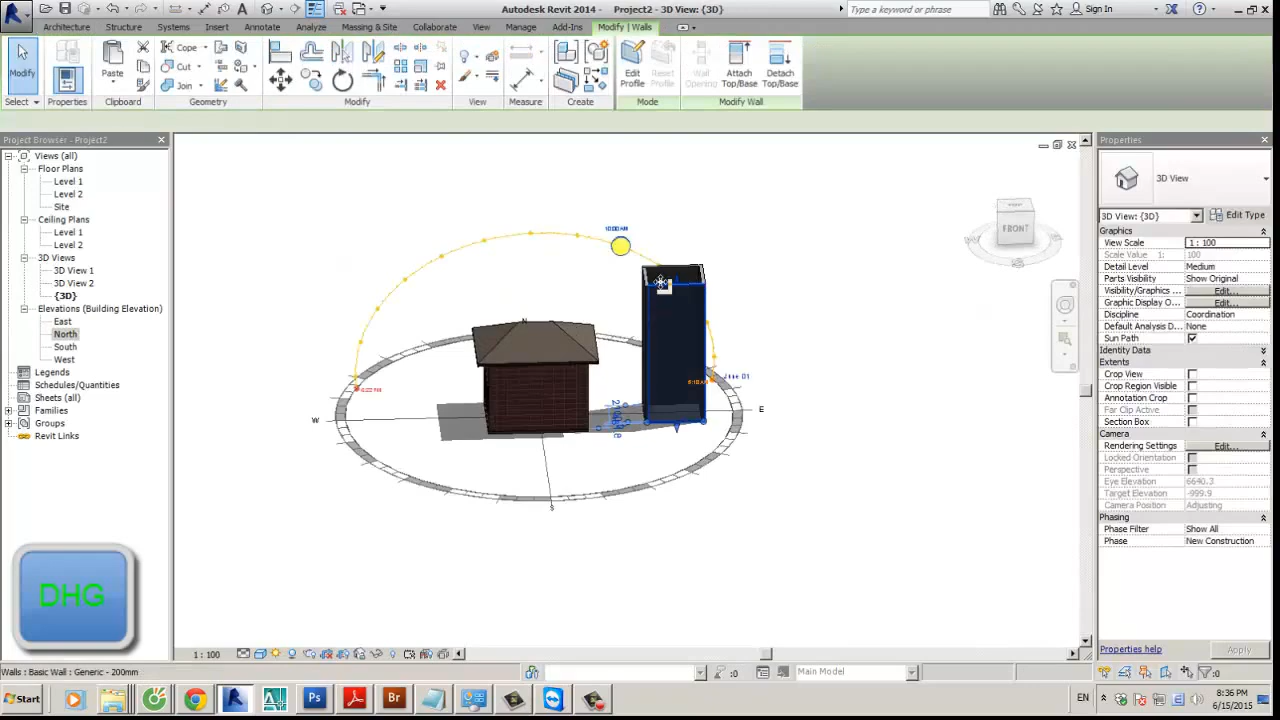 Autodesk Revit 2014 - Project2 - 3D View: {3D}
Type a keyword or phrase
Sign In
Architecture Structure Systems Insert Annotate Analyze Massing & Site Collaborate View Manage Add-Ins Modify | Walls
Modify
Select
Properties
Paste
Clipboard
Cope
Cut
Join
Geometry
Modify
View
Measure
Create
Edit Profile
Reset Profile
Mode
Wall Opening
Attach Top/Base
Detach Top/Base
Modify Wall
Project Browser - Project2
Views (all)
Floor Plans
Level 1
Level 2
Site
Ceiling Plans
Level 1
Level 2
3D Views
3D View 1
3D View 2
{3D}
Elevations (Building Elevation)
East
North
South
West
Legends
Schedules/Quantities
Sheets (all)
Families
Groups
Revit Links
DHG
N
W
E
S
FRONT
Properties
3D View
3D View: {3D}
Edit Type
Graphics
View Scale 1 : 100
Scale Value 1: 100
Detail Level Medium
Parts Visibility Show Original
Visibility/Graphics ... Edit...
Graphic Display O... Edit...
Discipline Coordination
Default Analysis D... None
Sun Path
Identity Data
Extents
Crop View
Crop Region Visible
Annotation Crop
Far Clip Active
Section Box
Camera
Rendering Settings Edit...
Locked Orientation
Perspective
Eye Elevation 6640.3
Target Elevation -999.9
Camera Position Adjusting
Phasing
Phase Filter Show All
Phase New Construction
Properties help
Apply
1 : 100
Walls : Basic Wall : Generic - 200mm
:0
Main Model
:0
Start
Ps
Br
EN
8:36 PM
6/15/2015